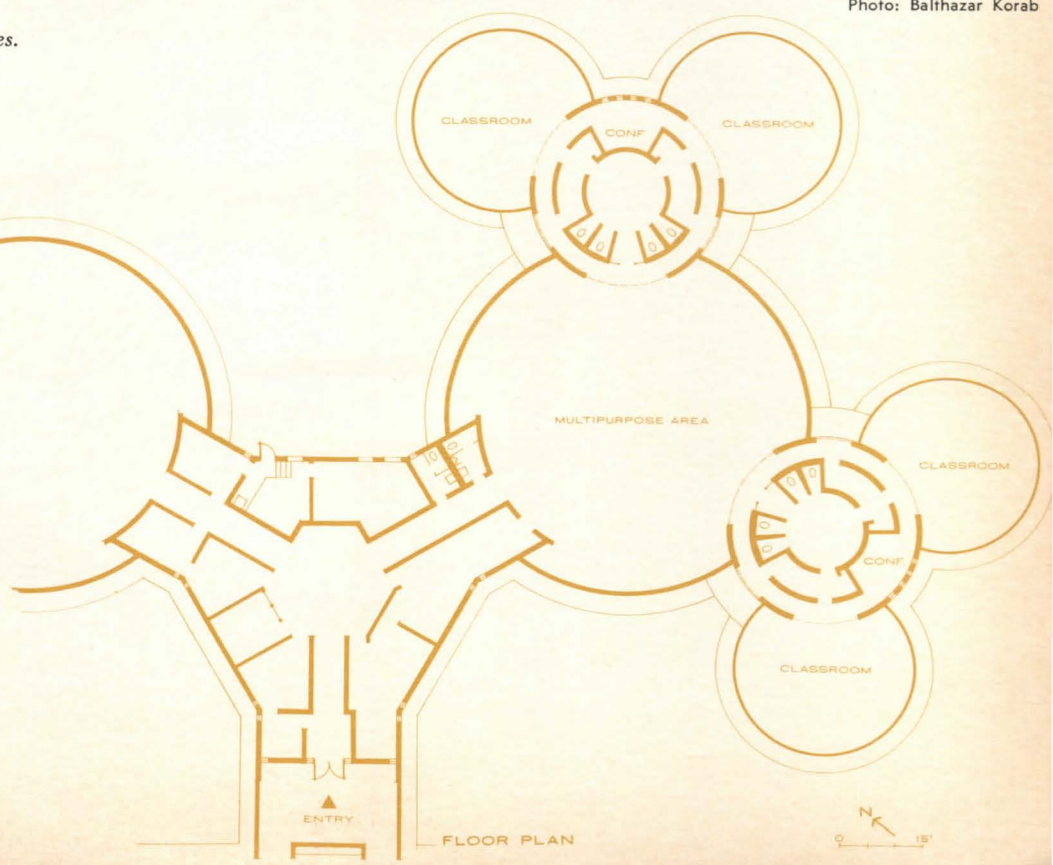 Photo: Balthazar Korab
es.
CLASSROOM
CONF
CLASSROOM
MULTIPURPOSE AREA
CLASSROOM
CONF
CLASSROOM
ENTRY
FLOOR PLAN
N
0 15'